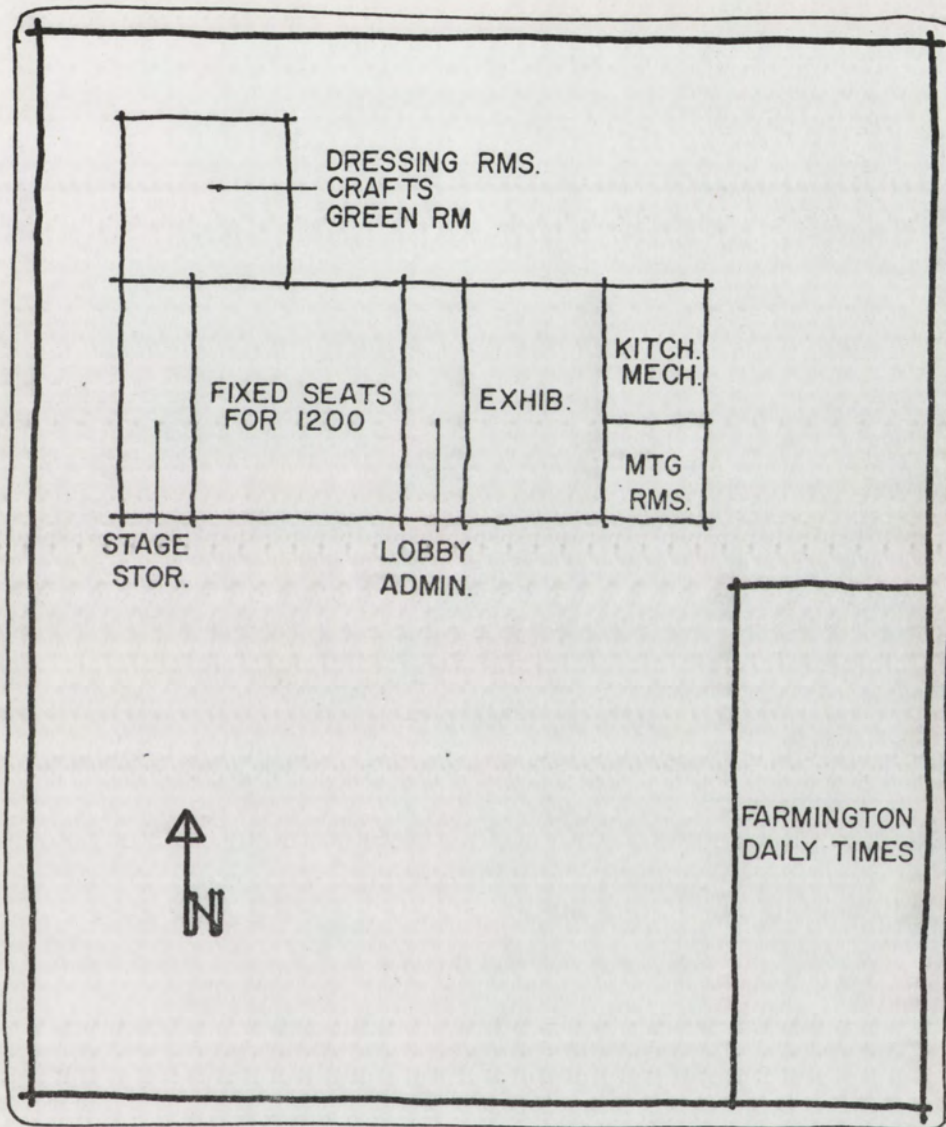 DRESSING RMS.
CRAFTS
GREEN RM
FIXED SEATS
FOR 1200
EXHIB.
KITCH.
MECH.
MTG
RMS.
STAGE
STOR.
LOBBY
ADMIN.
FARMINGTON
DAILY TIMES
N